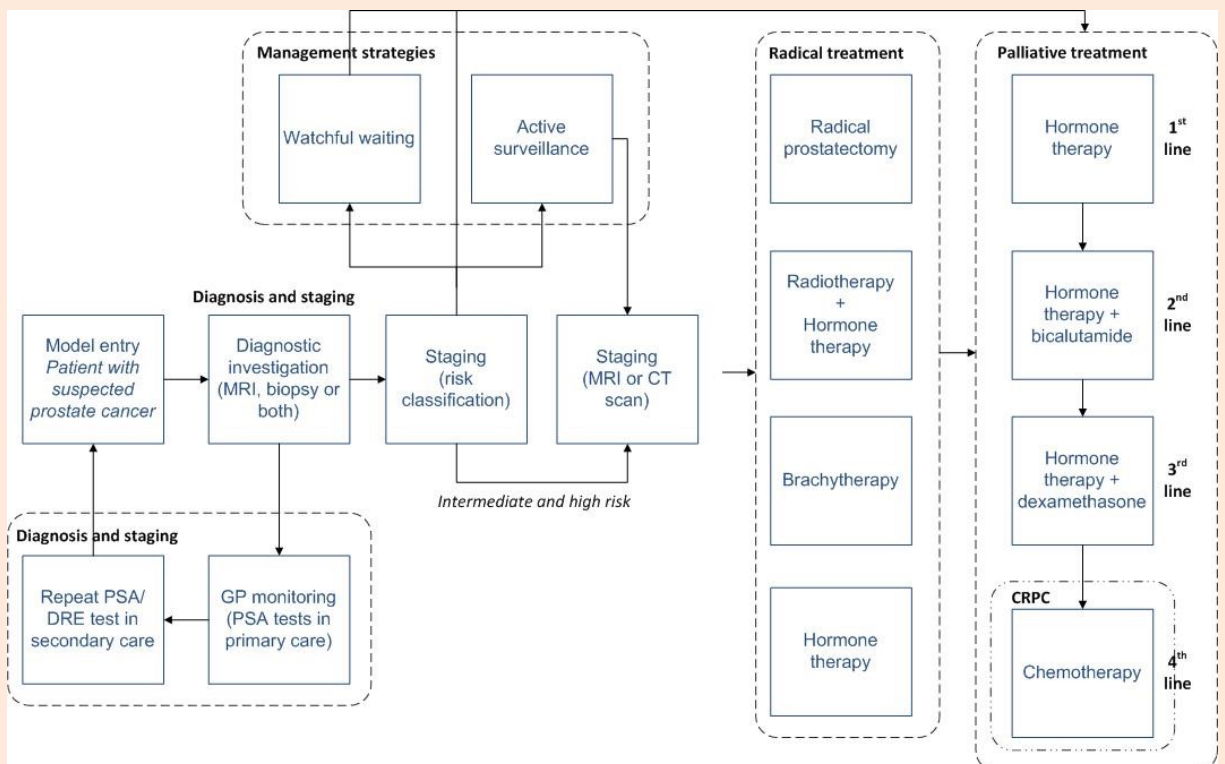 Management strategies
Watchful waiting
Active
surveillance
Diagnosis and staging
Model entry
Patient with
suspected
prostate cancer
Diagnostic
investigation
(MRI, biopsy or
both)
Staging
(risk
classification)
Staging
(MRI or CT
scan)
Intermediate and high risk
Diagnosis and staging
Repeat PSA/
DRE test in
secondary care
GP monitoring
(PSA tests in
primary care)
Radical treatment
Radical
prostatectomy
Radiotherapy
+
Hormone
therapy
Brachytherapy
Hormone
therapy
Palliative treatment
Hormone
therapy
1st
line
Hormone
therapy +
bicalutamide
2nd
line
Hormone
therapy +
dexamethasone
3rd
line
CRPC
Chemotherapy
4th
line